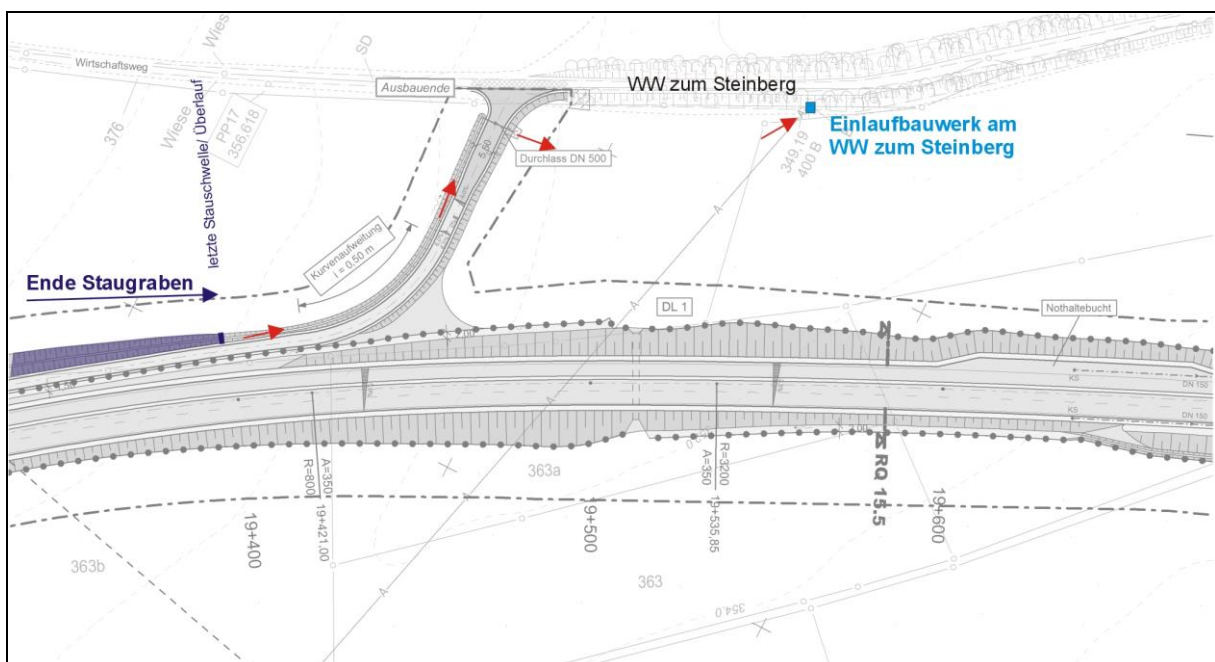 Wirtschaftsweg
SD
Wiese
376
Wiese
PP17
356.618
letzte Stauschwelle/ Überlauf
Ausbauende
WW zum Steinberg
Einlaufbauwerk am
WW zum Steinberg
349.19
400 B
5,50
Durchlass DN 500
Kurvenaufweitung
i = 0.50 m
Ende Staugraben
DL 1
Nothaltebucht
KS
DN 150
KS
DN 150
A
A
A
363a
A=350
R=800
19+421,00
R=3200
A=350
19+535,85
RQ 15.5
19+400
19+500
19+600
363b
363
354.0